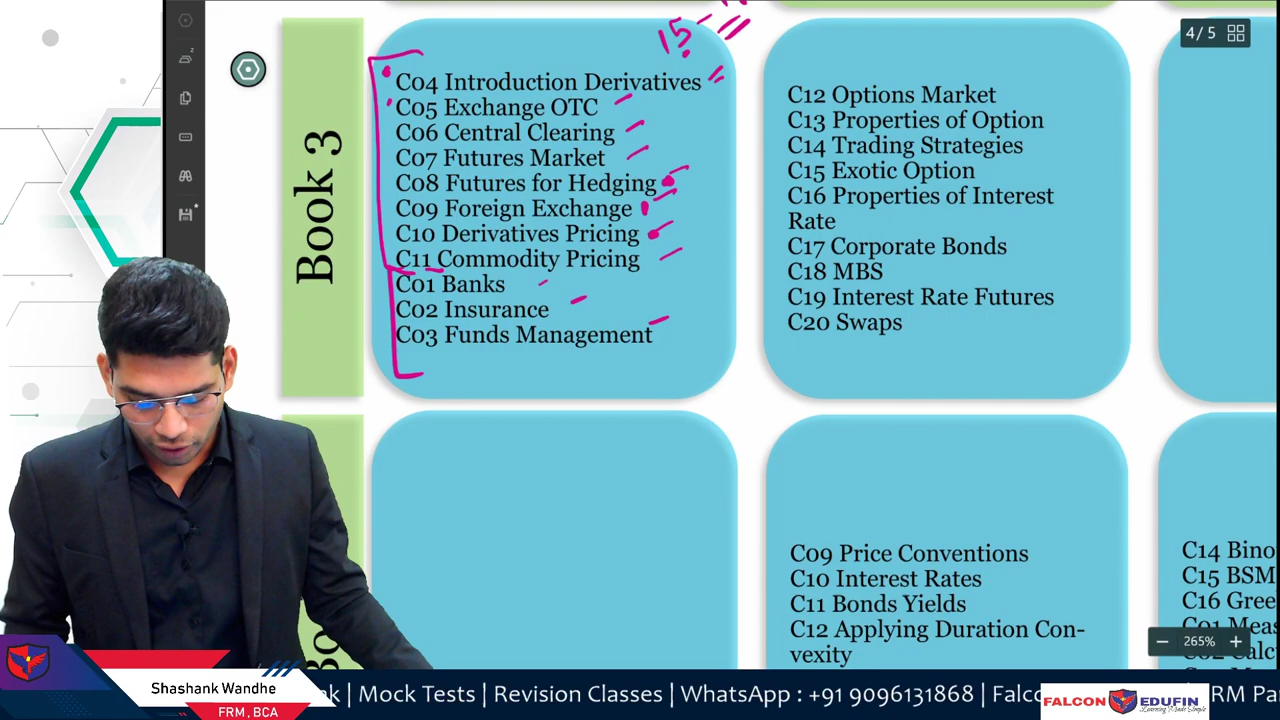 15
4/5
Book 3
C04 Introduction Derivatives
C05 Exchange OTC
C06 Central Clearing
C07 Futures Market
C08 Futures for Hedging
C09 Foreign Exchange
C10 Derivatives Pricing
C11 Commodity Pricing
C01 Banks
C02 Insurance
C03 Funds Management
C12 Options Market
C13 Properties of Option
C14 Trading Strategies
C15 Exotic Option
C16 Properties of Interest
Rate
C17 Corporate Bonds
C18 MBS
C19 Interest Rate Futures
C20 Swaps
C09 Price Conventions
C10 Interest Rates
C11 Bonds Yields
C12 Applying Duration Con-
vexity
C14 Bino
C15 BSM
C16 Gree
265%
Shashank Wandhe
FRM, BCA
| Mock Tests | Revision Classes | WhatsApp : +91 9096131868 |
FALCON EDUFIN
Learning Made Simple